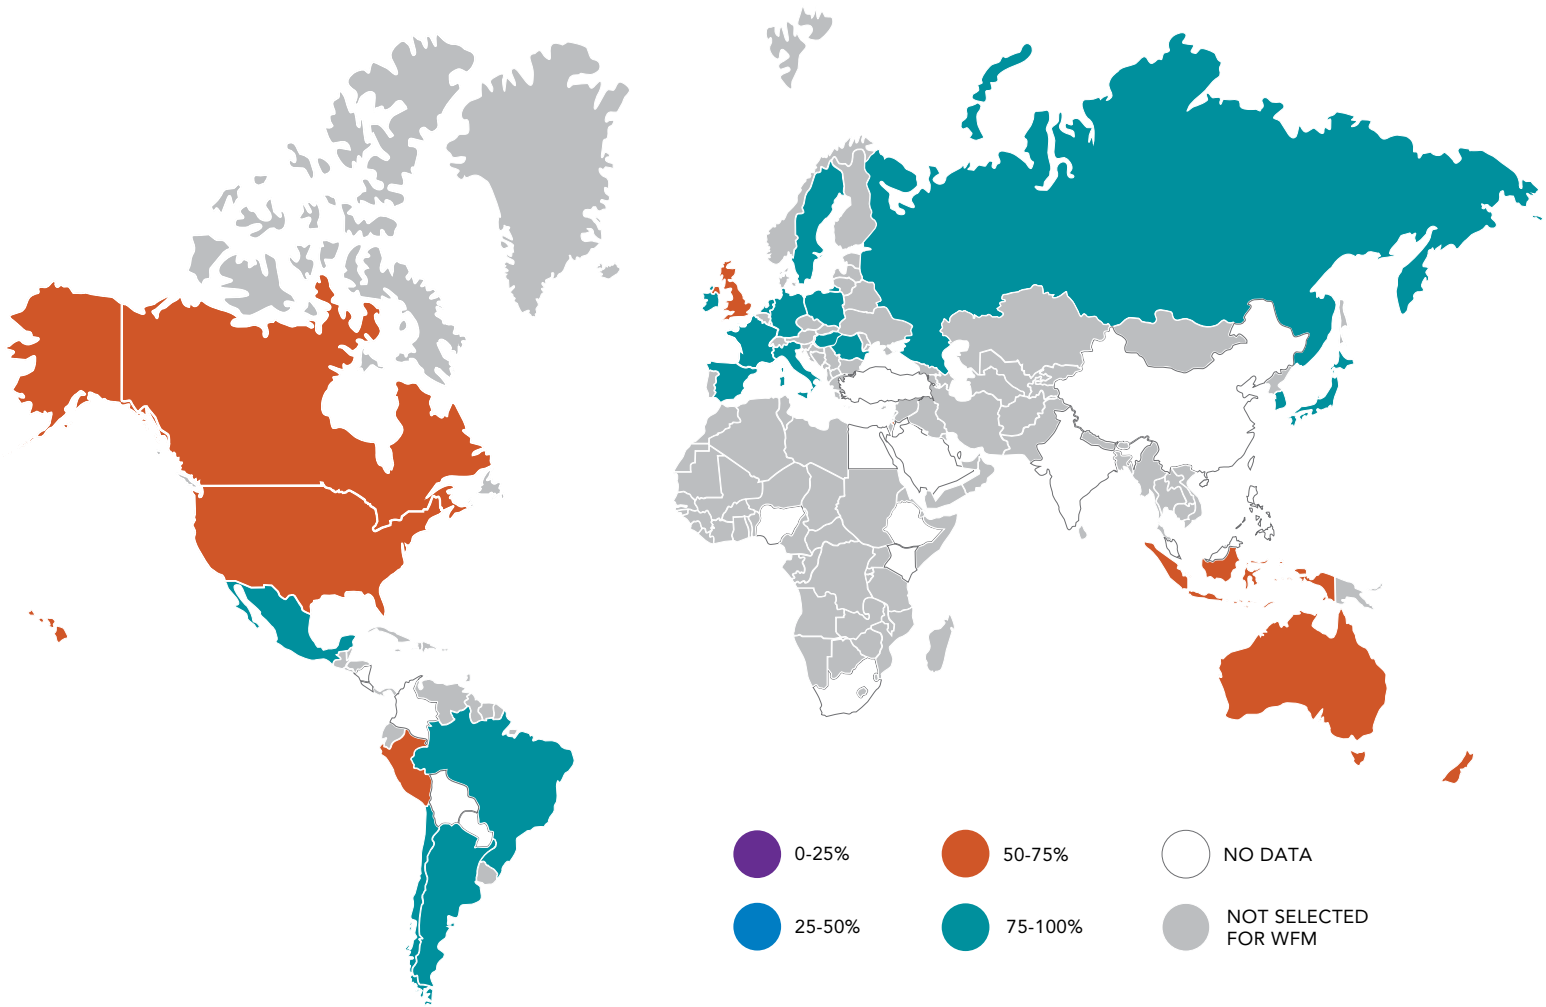 0-25%
50-75%
NO DATA
25-50%
75-100%
NOT SELECTED
FOR WFM